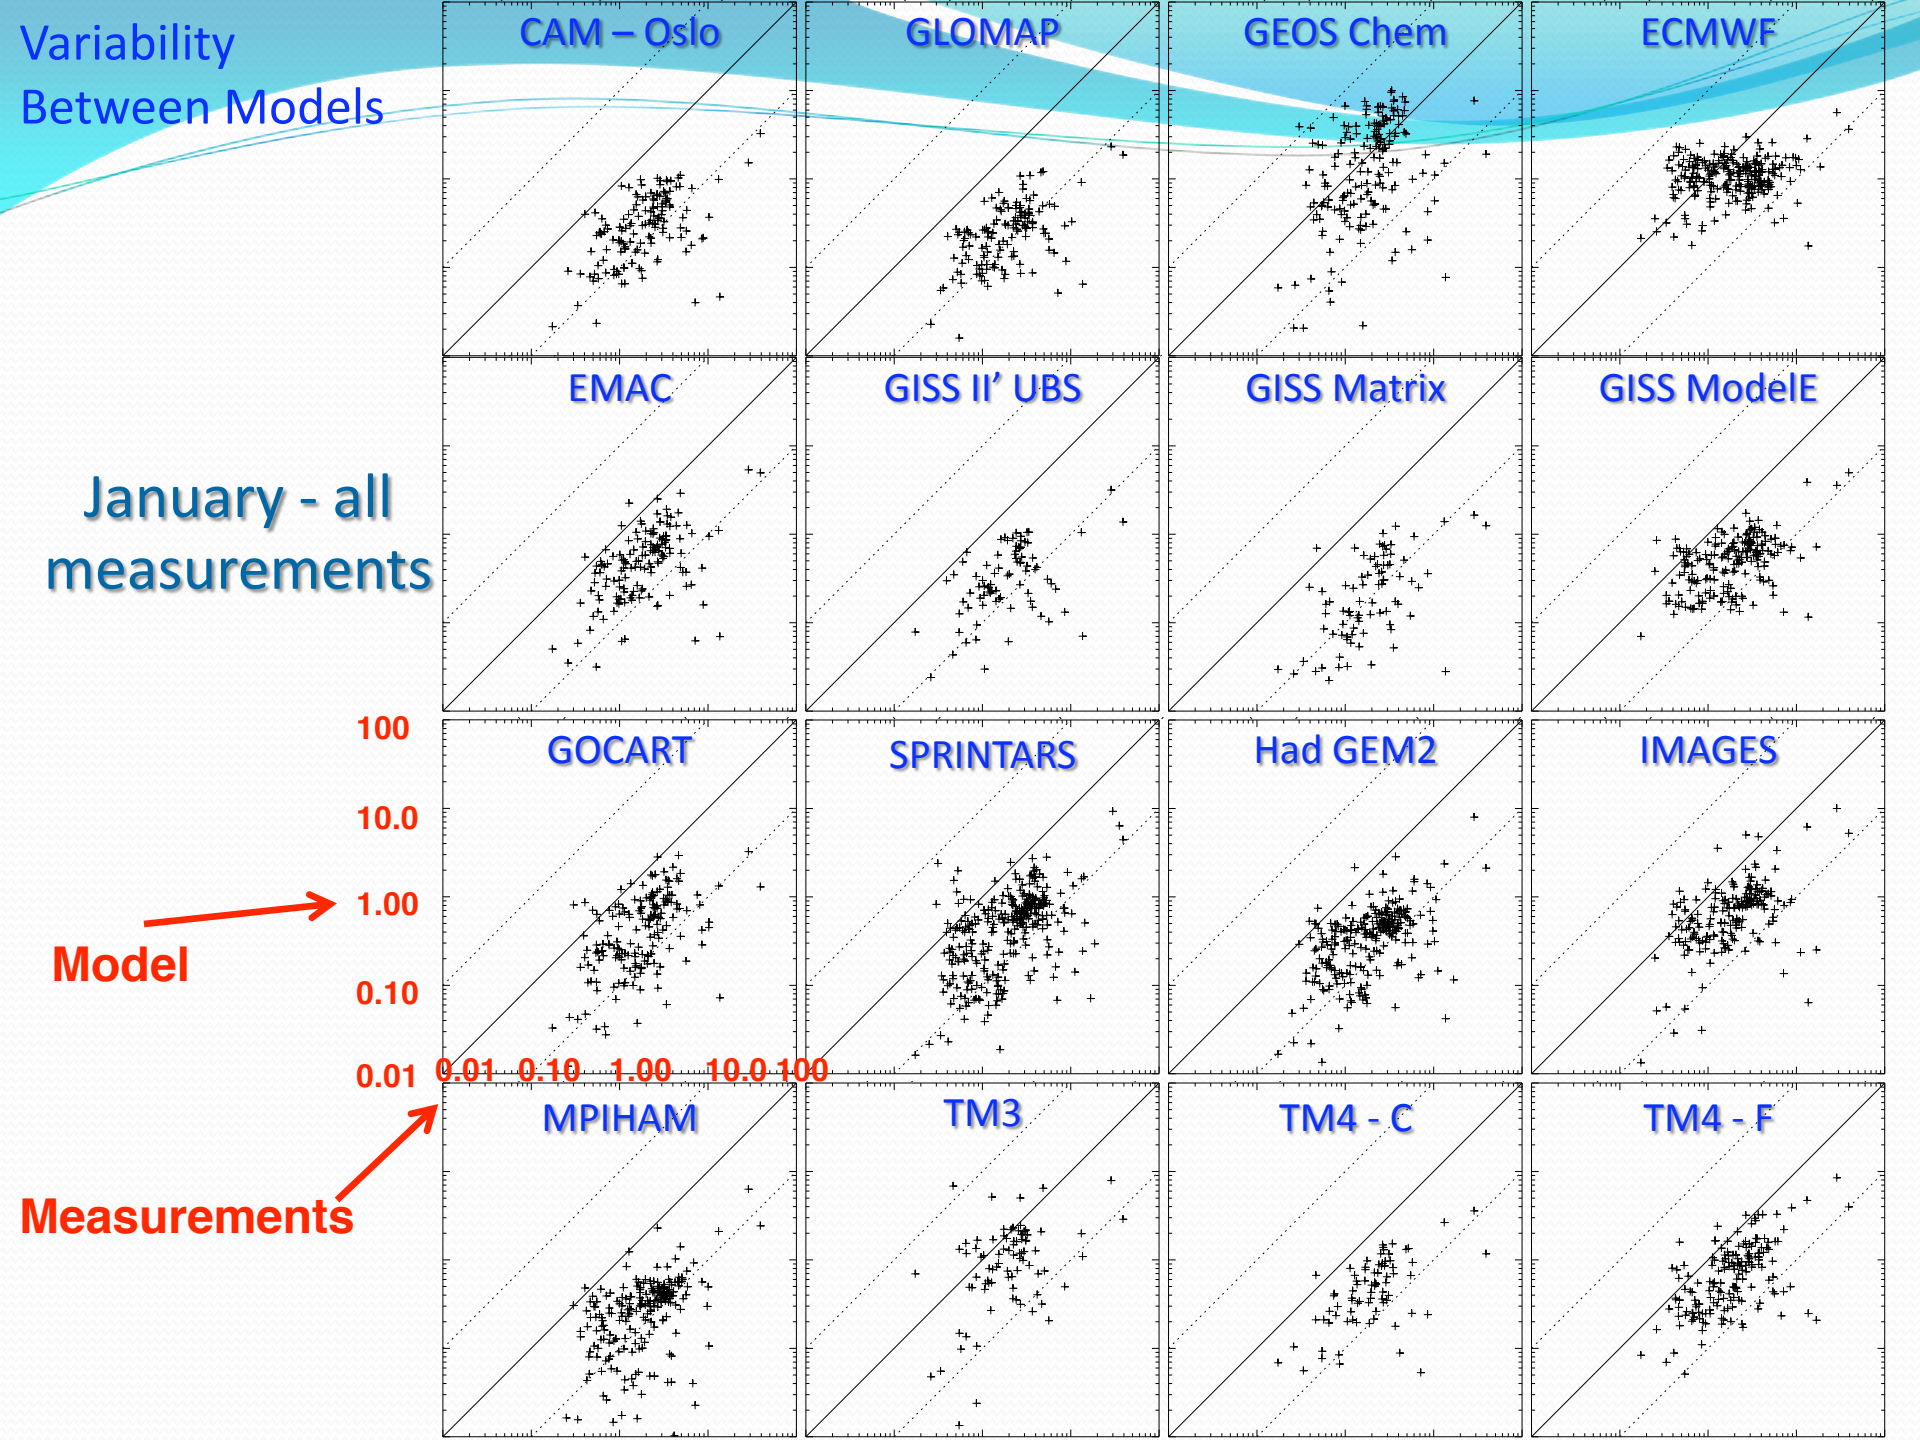 Variability
Between Models
CAM – Oslo
GLOMAP
GEOS Chem
ECMWF
January - all
measurements
EMAC
GISS II’ UBS
GISS Matrix
GISS ModelE
GOCART
SPRINTARS
Had GEM2
IMAGES
100
10.0
1.00
0.10
0.01
Model
0.01 0.10 1.00 10.0 100
Measurements
MPIHAM
TM3
TM4 - C
TM4 - F